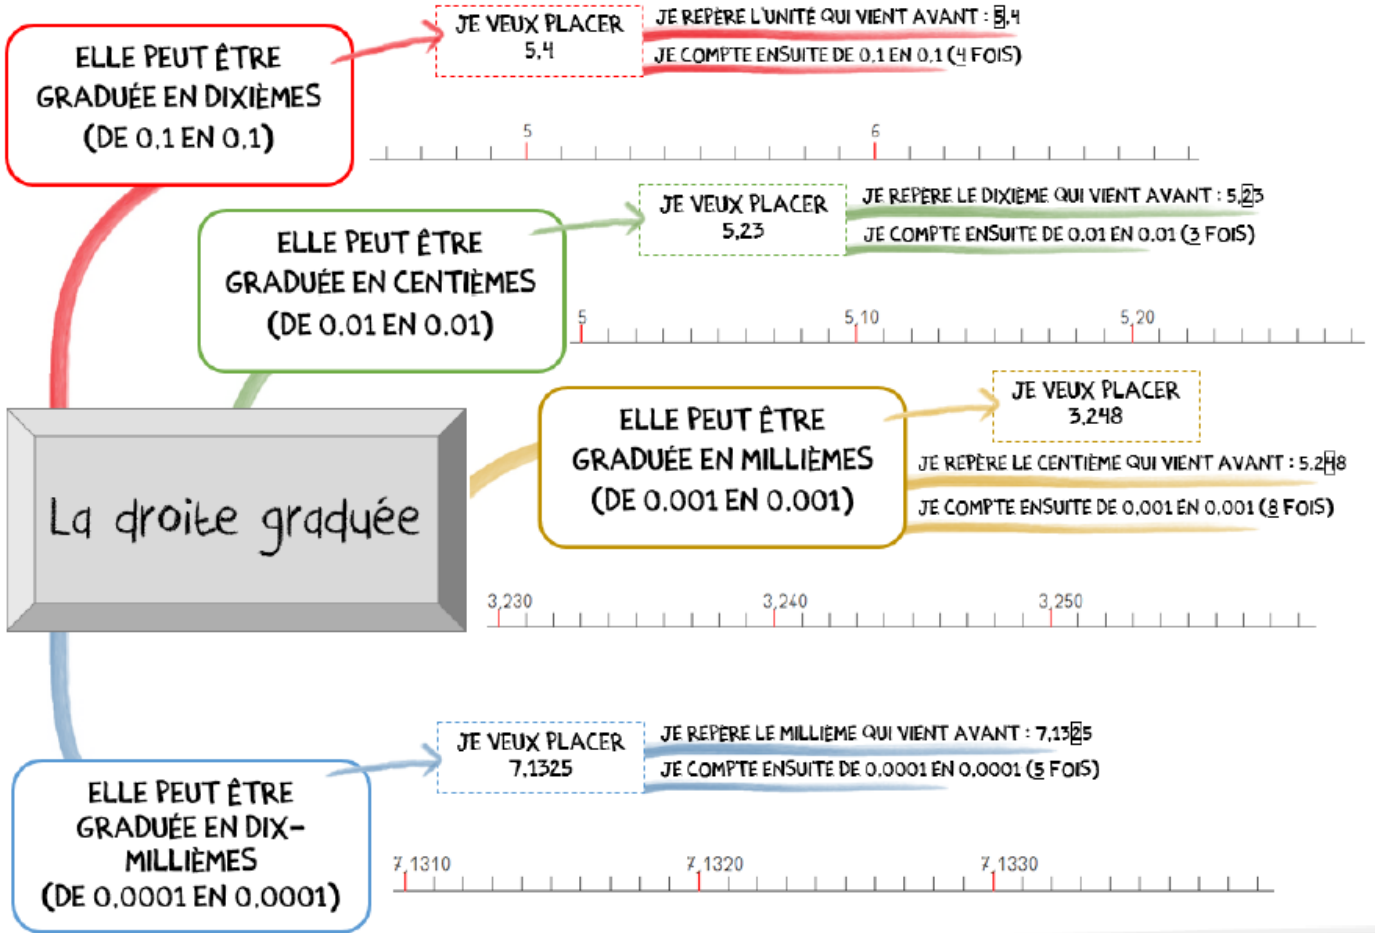 ELLE PEUT ÊTRE
GRADUÉE EN DIXIÈMES
(DE 0,1 EN 0,1)
JE VEUX PLACER
5,4
JE REPÈRE L'UNITÉ QUI VIENT AVANT : 5,4
JE COMPTE ENSUITE DE 0,1 EN 0,1 (4 FOIS)
5 6
ELLE PEUT ÊTRE
GRADUÉE EN CENTIÈMES
(DE 0,01 EN 0,01)
JE VEUX PLACER
5,23
JE REPÈRE LE DIXIÈME QUI VIENT AVANT : 5,23
JE COMPTE ENSUITE DE 0,01 EN 0,01 (3 FOIS)
5 5,10 5,20
La droite graduée
ELLE PEUT ÊTRE
GRADUÉE EN MILLIÈMES
(DE 0,001 EN 0,001)
JE VEUX PLACER
3,248
JE REPÈRE LE CENTIÈME QUI VIENT AVANT : 5,248
JE COMPTE ENSUITE DE 0,001 EN 0,001 (8 FOIS)
3,230 3,240 3,250
ELLE PEUT ÊTRE
GRADUÉE EN DIX-
MILLIÈMES
(DE 0,0001 EN 0,0001)
JE VEUX PLACER
7,1325
JE REPÈRE LE MILLIÈME QUI VIENT AVANT : 7,1325
JE COMPTE ENSUITE DE 0,0001 EN 0,0001 (5 FOIS)
7,1310 7,1320 7,1330